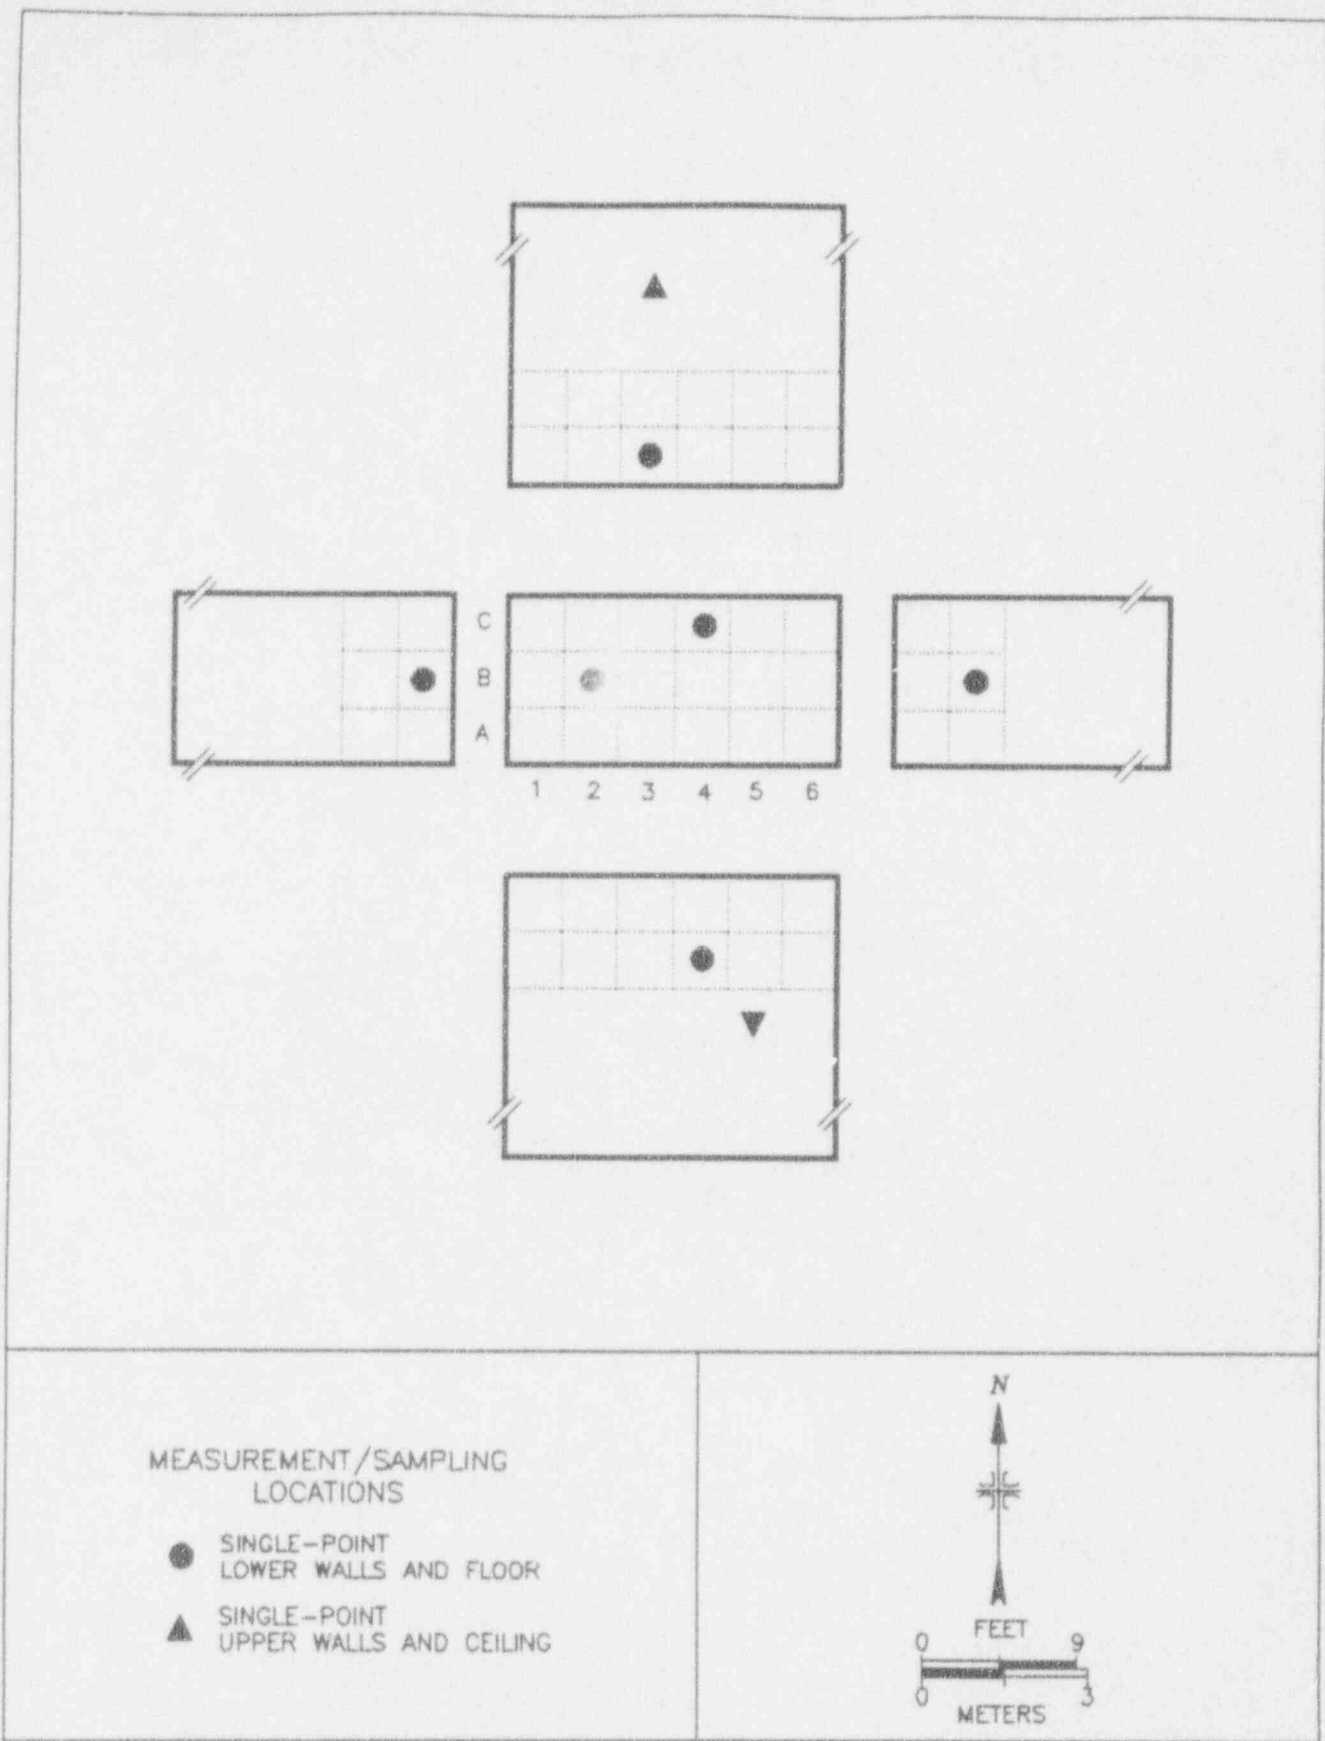 C
B
A
1 2 3 4 5 6
MEASUREMENT/SAMPLING
LOCATIONS
SINGLE-POINT
LOWER WALLS AND FLOOR
SINGLE-POINT
UPPER WALLS AND CEILING
N
FEET
0 9
0 3
METERS